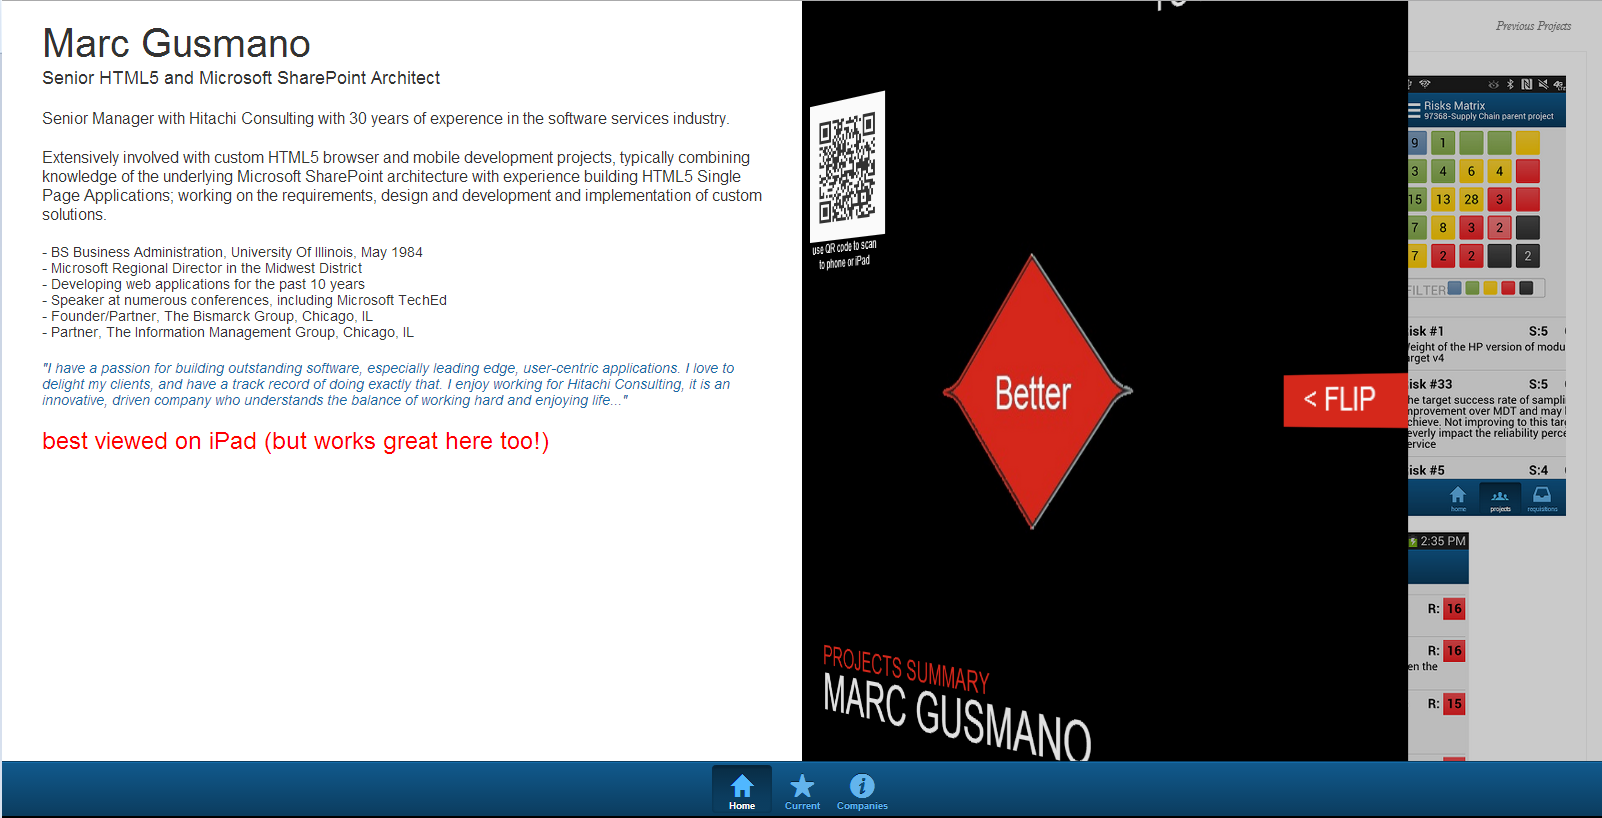 Marc Gusmano
Senior HTML5 and Microsoft SharePoint Architect
Senior Manager with Hitachi Consulting with 30 years of experence in the software services industry.
Extensively involved with custom HTML5 browser and mobile development projects, typically combining
knowledge of the underlying Microsoft SharePoint architecture with experience building HTML5 Single
Page Applications; working on the requirements, design and development and implementation of custom
solutions.
- BS Business Administration, University Of Illinois, May 1984
- Microsoft Regional Director in the Midwest District
- Developing web applications for the past 10 years
- Speaker at numerous conferences, including Microsoft TechEd
- Founder/Partner, The Bismarck Group, Chicago, IL
- Partner, The Information Management Group, Chicago, IL
"I have a passion for building outstanding software, especially leading edge, user-centric applications. I love to
delight my clients, and have a track record of doing exactly that. I enjoy working for Hitachi Consulting, it is an
innovative, driven company who understands the balance of working hard and enjoying life..."
best viewed on iPad (but works great here too!)
use QR code to scan
to phone or iPad
Better
< FLIP
PROJECTS SUMMARY
MARC GUSMANO
Previous Projects
Risks Matrix
97368-Supply Chain parent project
9 1
3 4 6 4
15 13 28 3
7 8 3 2
7 2 2 2
FILTER
isk #1 S:5
eight of the HP version of modu
arget v4
isk #33 S:5
he target success rate of sampli
mprovement over MDT and may
chieve. Not improving to this tar
everly impact the reliability perce
ervice
isk #5 S:4
home projects requisitions
2:35 PM
R: 16
R: 16
en the
R: 15
Home Current Companies